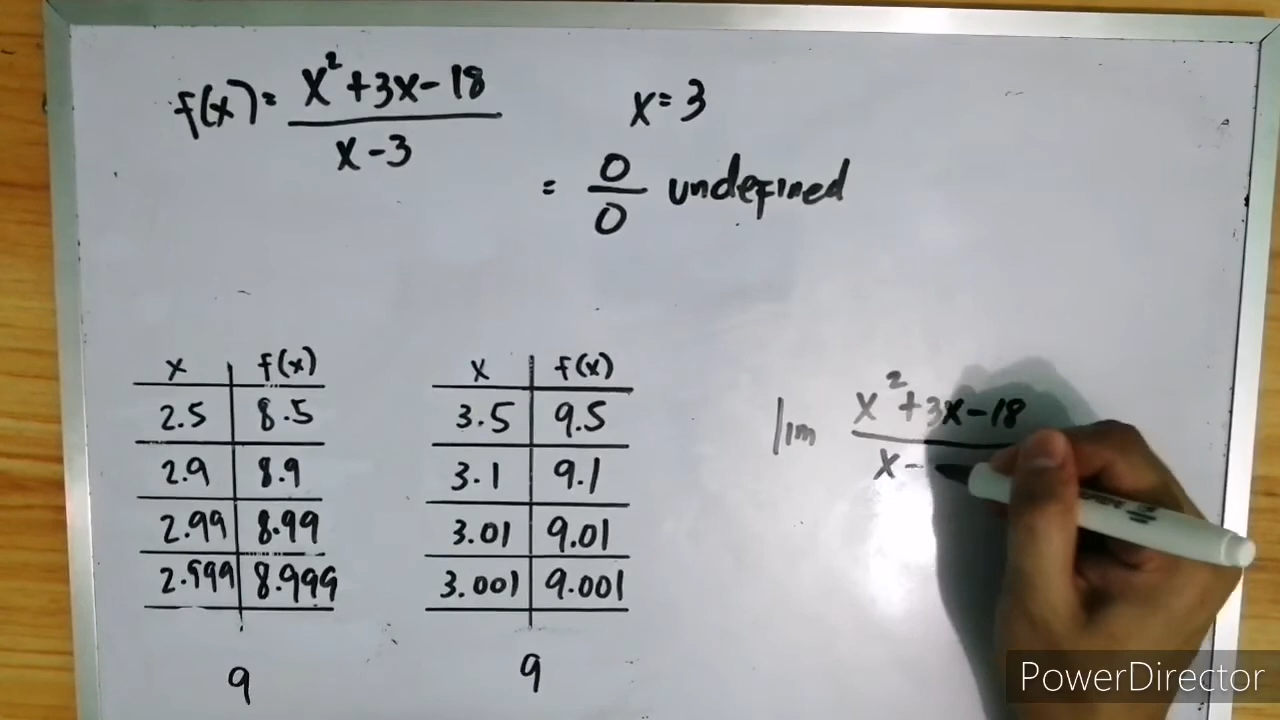 f(x) = x² + 3x - 18
x - 3
x = 3
= 0/0 undefined
x f(x)
2.5 8.5
2.9 8.9
2.99 8.99
2.999 8.999
9
x f(x)
3.5 9.5
3.1 9.1
3.01 9.01
3.001 9.001
9
lim x² + 3x - 18
x -
PowerDirector